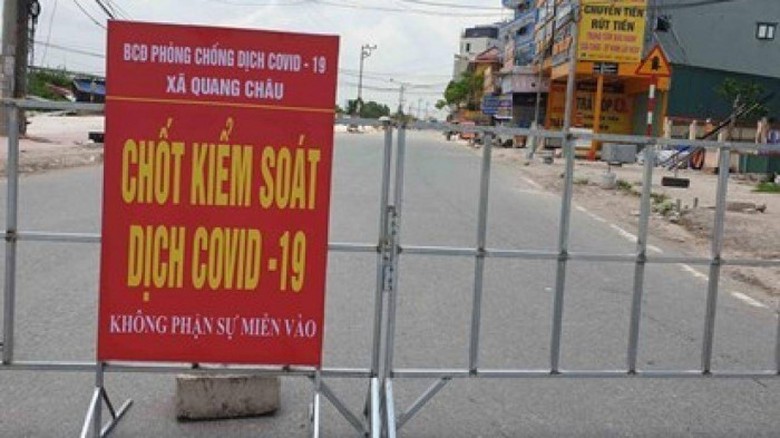 BCĐ PHÒNG CHỐNG DỊCH COVID - 19
XÃ QUANG CHÂU
CHỐT KIỂM SOÁT
DỊCH COVID -19
KHÔNG PHẬN SỰ MIỄN VÀO
CHUYỂN TIỀN
RÚT TIỀN